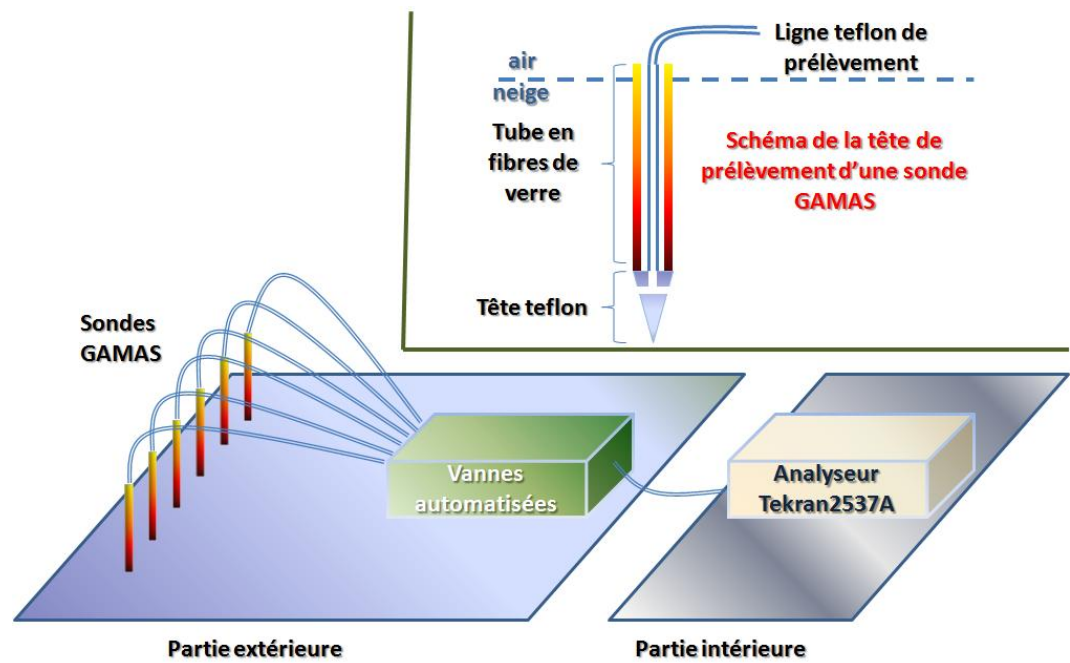 Ligne teflon de
prélèvement
air
neige
Tube en
fibres de
verre
Schéma de la tête de
prélèvement d'une sonde
GAMAS
Tête teflon
Sondes
GAMAS
Vannes
automatisées
Analyseur
Tekran2537A
Partie extérieure
Partie intérieure